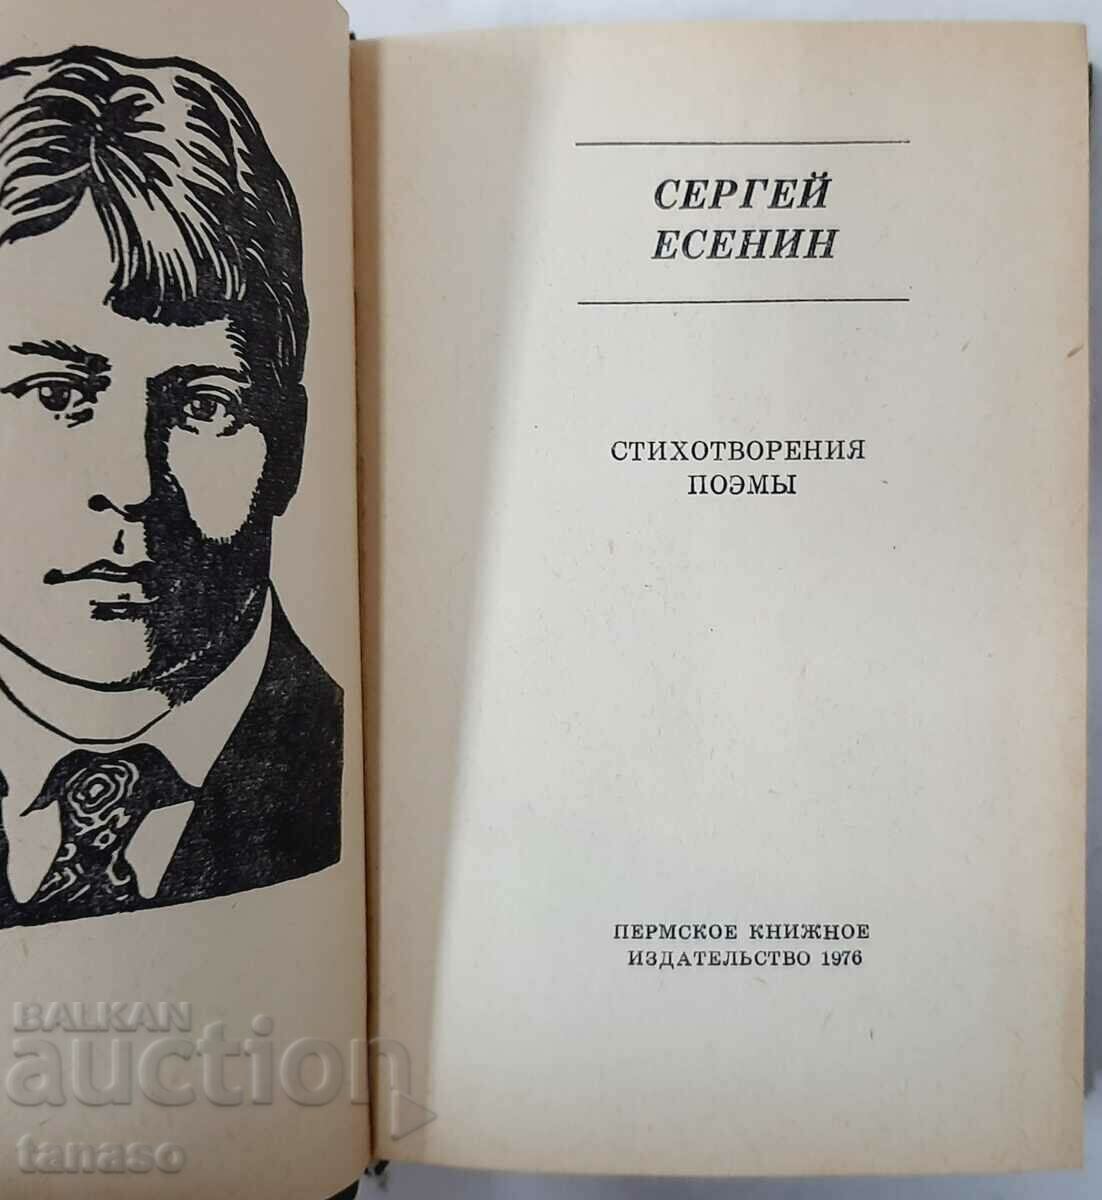 СЕРГЕЙ
ЕСЕНИН
СТИХОТВОРЕНИЯ
ПОЭМЫ
ПЕРМСКОЕ КНИЖНОЕ
ИЗДАТЕЛЬСТВО 1976
BALKAN
auction
tanaso